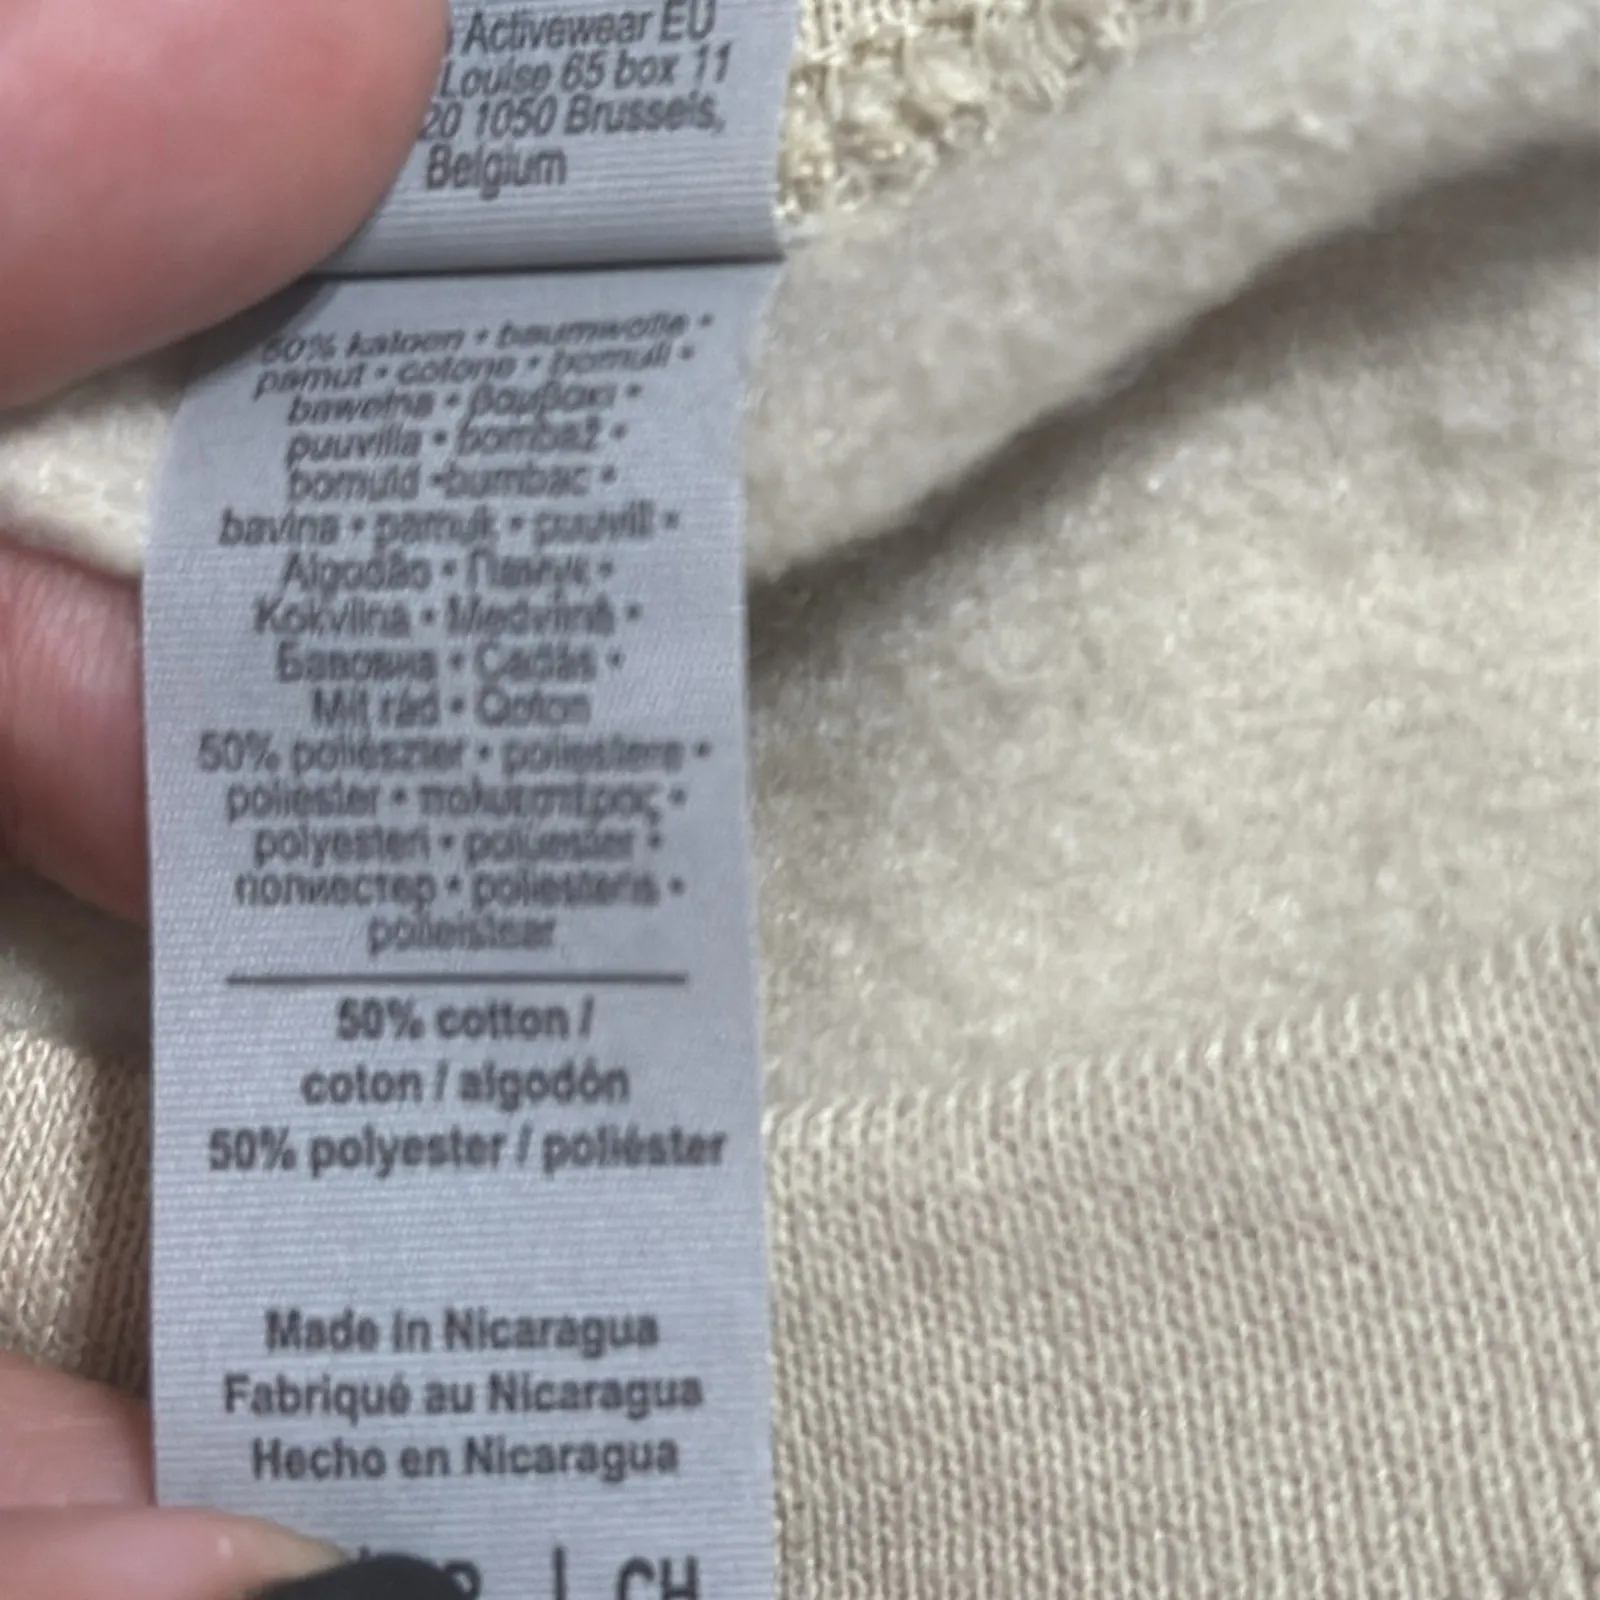 Activewear EU
Louise 65 box 11
20 1050 Brussels,
Belgium
50% katoen • baumwolle •
pamut • cotone • bomull •
bawełna • βαμβάκι •
puuvilla • bombaž •
bomuld -bumbac •
bavlna • pamuk • puuvill •
Algodão • Памук •
Kokvilna • Medvilnė •
Бавовна • Cadás •
Mit rád • Qoton
50% poliészter • poliestere •
poliester • πολυεστέρας •
polyesteri • polüester •
полиестер • poliesteris •
poileistear
50% cotton /
coton / algodón
50% polyester / poliéster
Made in Nicaragua
Fabriqué au Nicaragua
Hecho en Nicaragua
CH